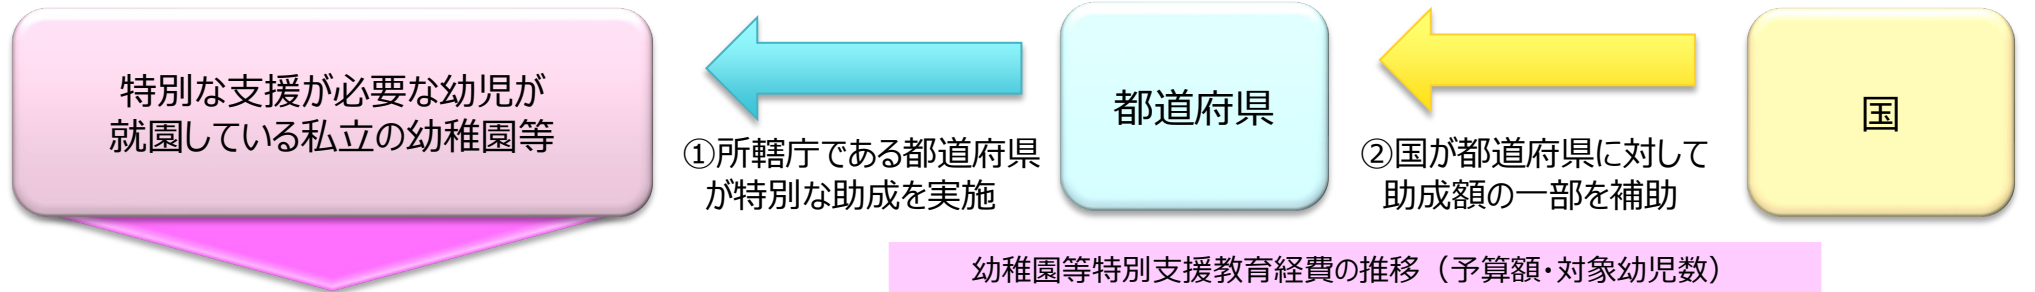 特別な支援が必要な幼児が
就園している私立の幼稚園等
①所轄庁である都道府県
が特別な助成を実施
都道府県
②国が都道府県に対して
助成額の一部を補助
国
幼稚園等特別支援教育経費の推移（予算額・対象幼児数）